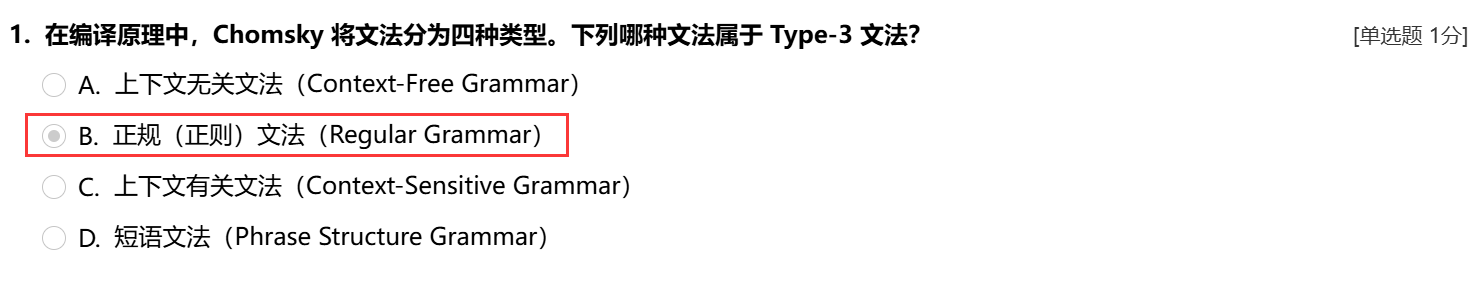 1. 在编译原理中，Chomsky 将文法分为四种类型。下列哪种文法属于 Type-3 文法？ [单选题 1分]
A. 上下文无关文法（Context-Free Grammar）
B. 正规（正则）文法（Regular Grammar）
C. 上下文有关文法（Context-Sensitive Grammar）
D. 短语文法（Phrase Structure Grammar）